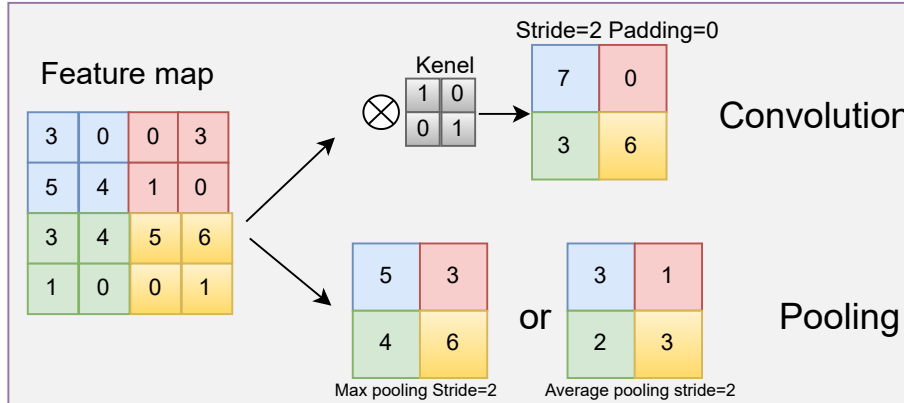 Stride=2 Padding=0
Feature map
Kenel
3 0 0 3
5 4 1 0
3 4 5 6
1 0 0 1
1 0
0 1
7 0
3 6
Convolution
5 3
4 6
Max pooling Stride=2
or
3 1
2 3
Average pooling stride=2
Pooling